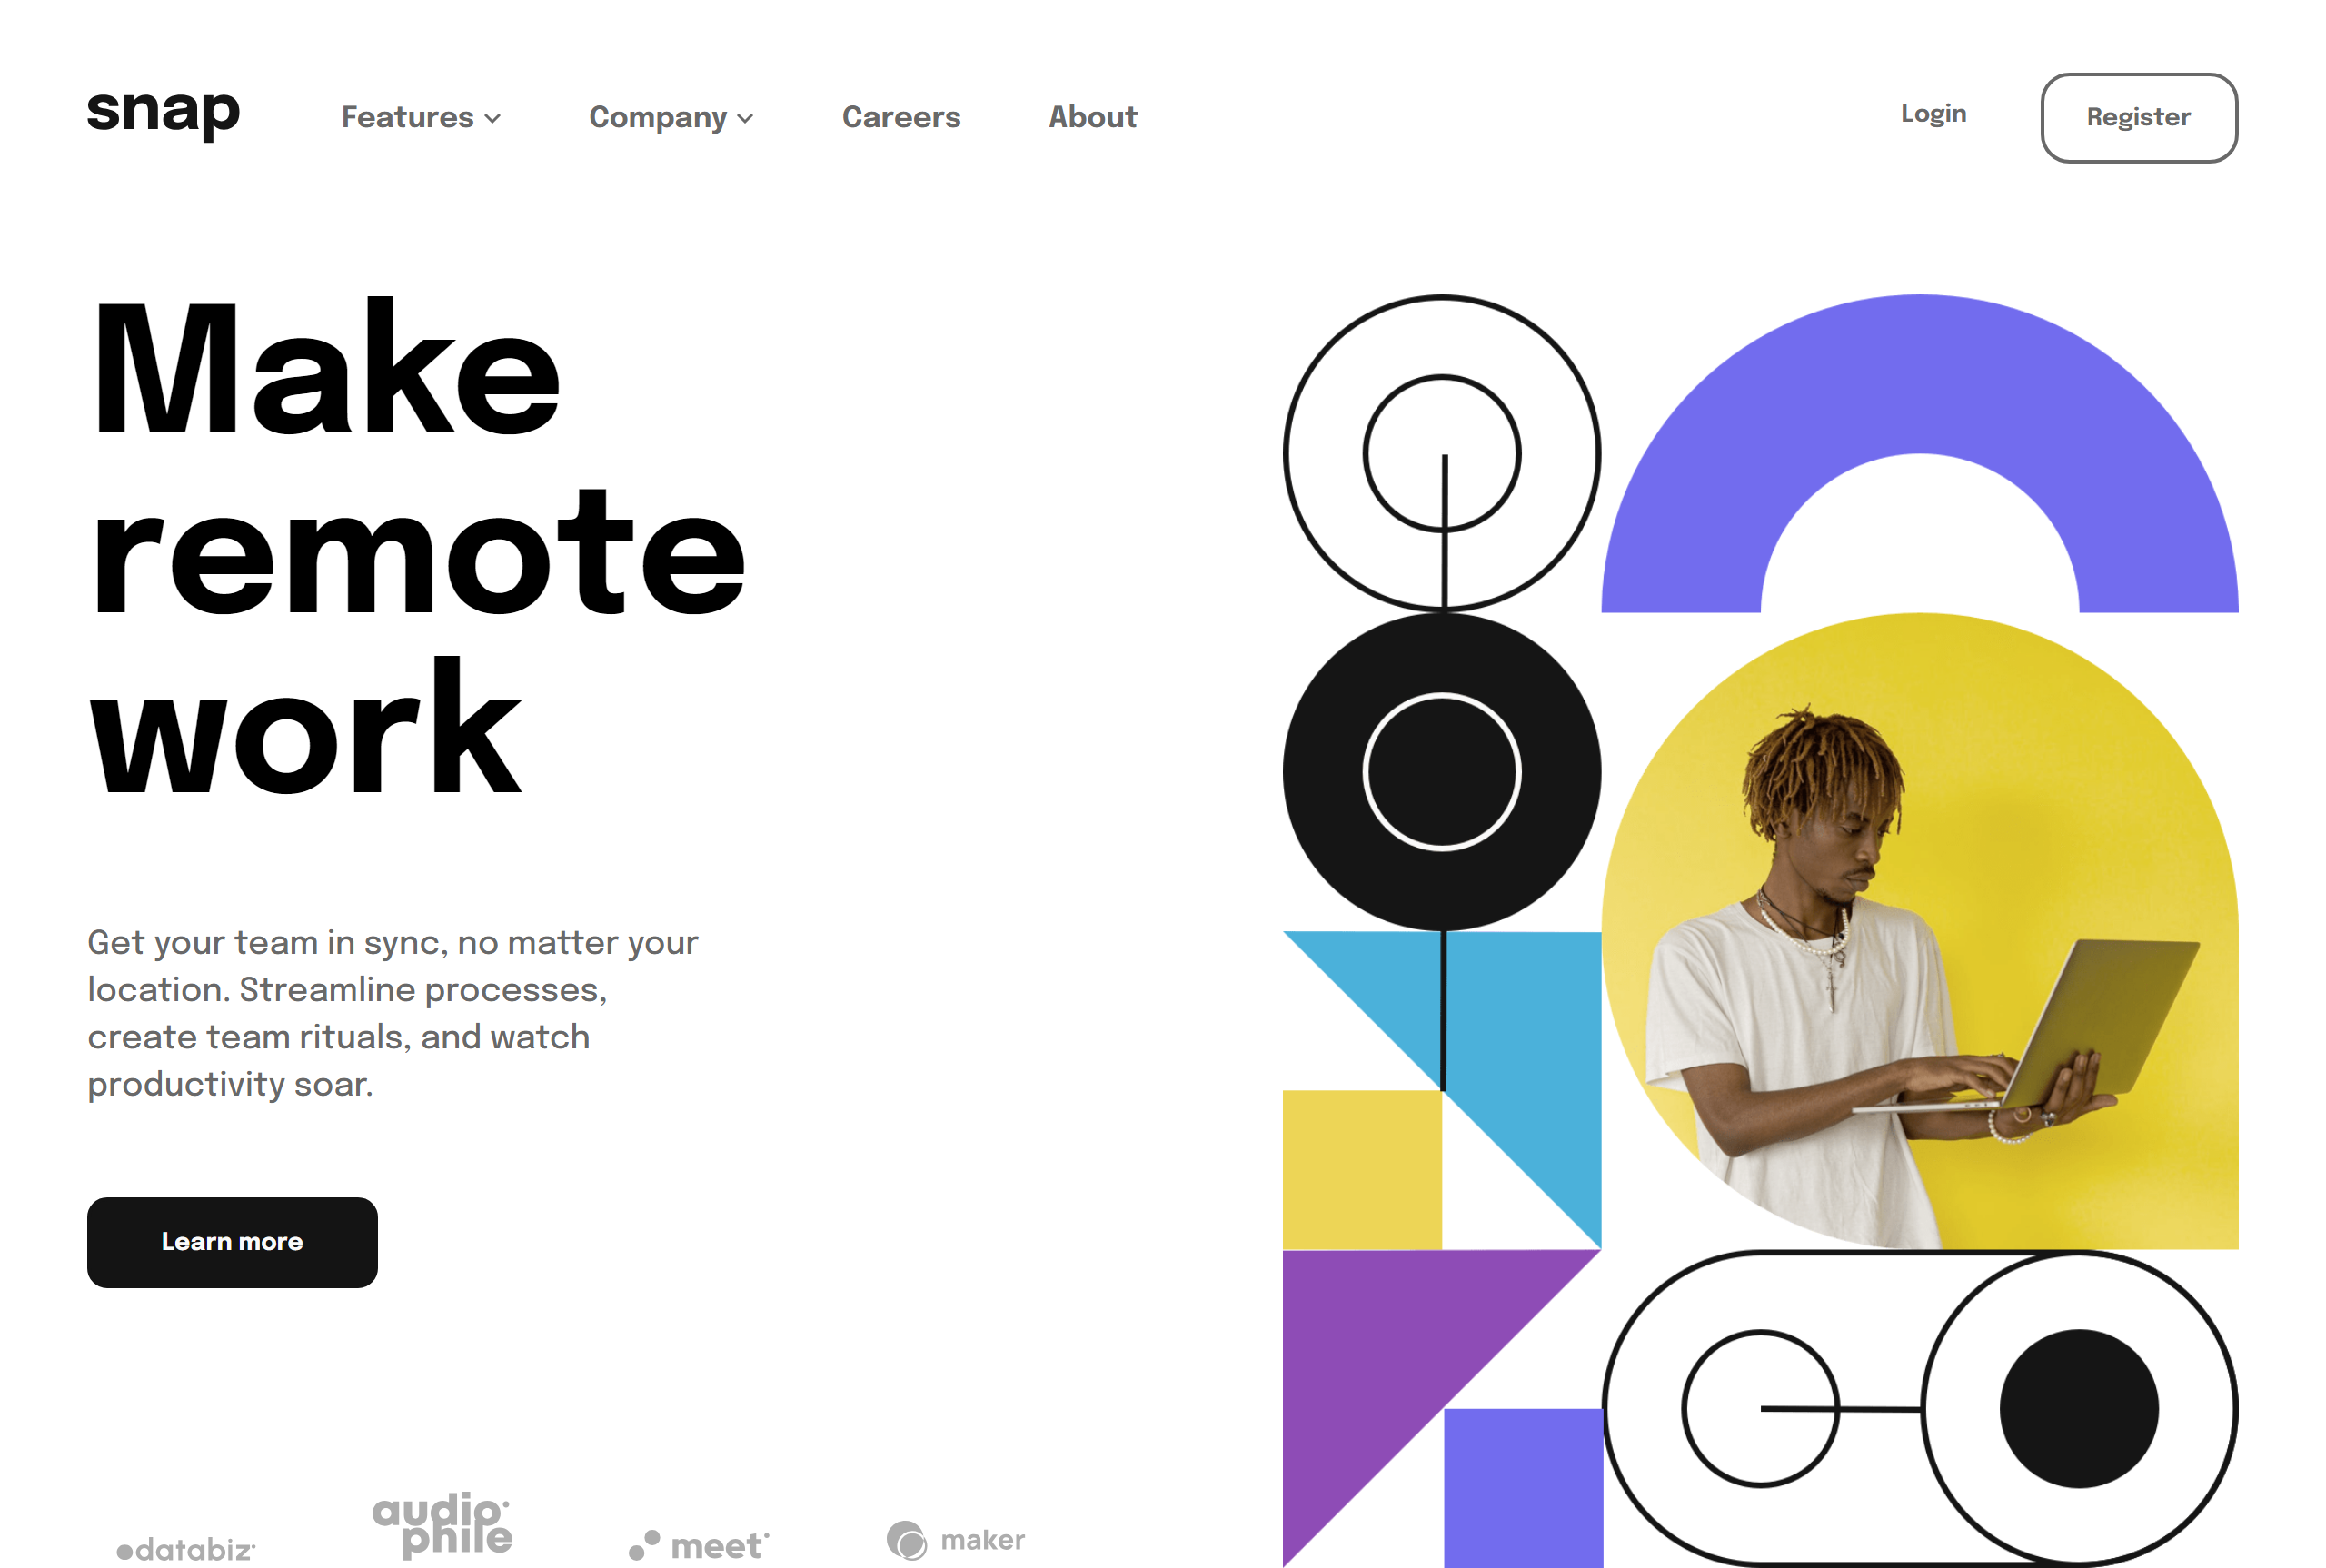 snap
Features
Company
Careers
About
Login
Register
Make
remote
work
Get your team in sync, no matter your
location. Streamline processes,
create team rituals, and watch
productivity soar.
Learn more
databiz
audio
phile
meet
maker